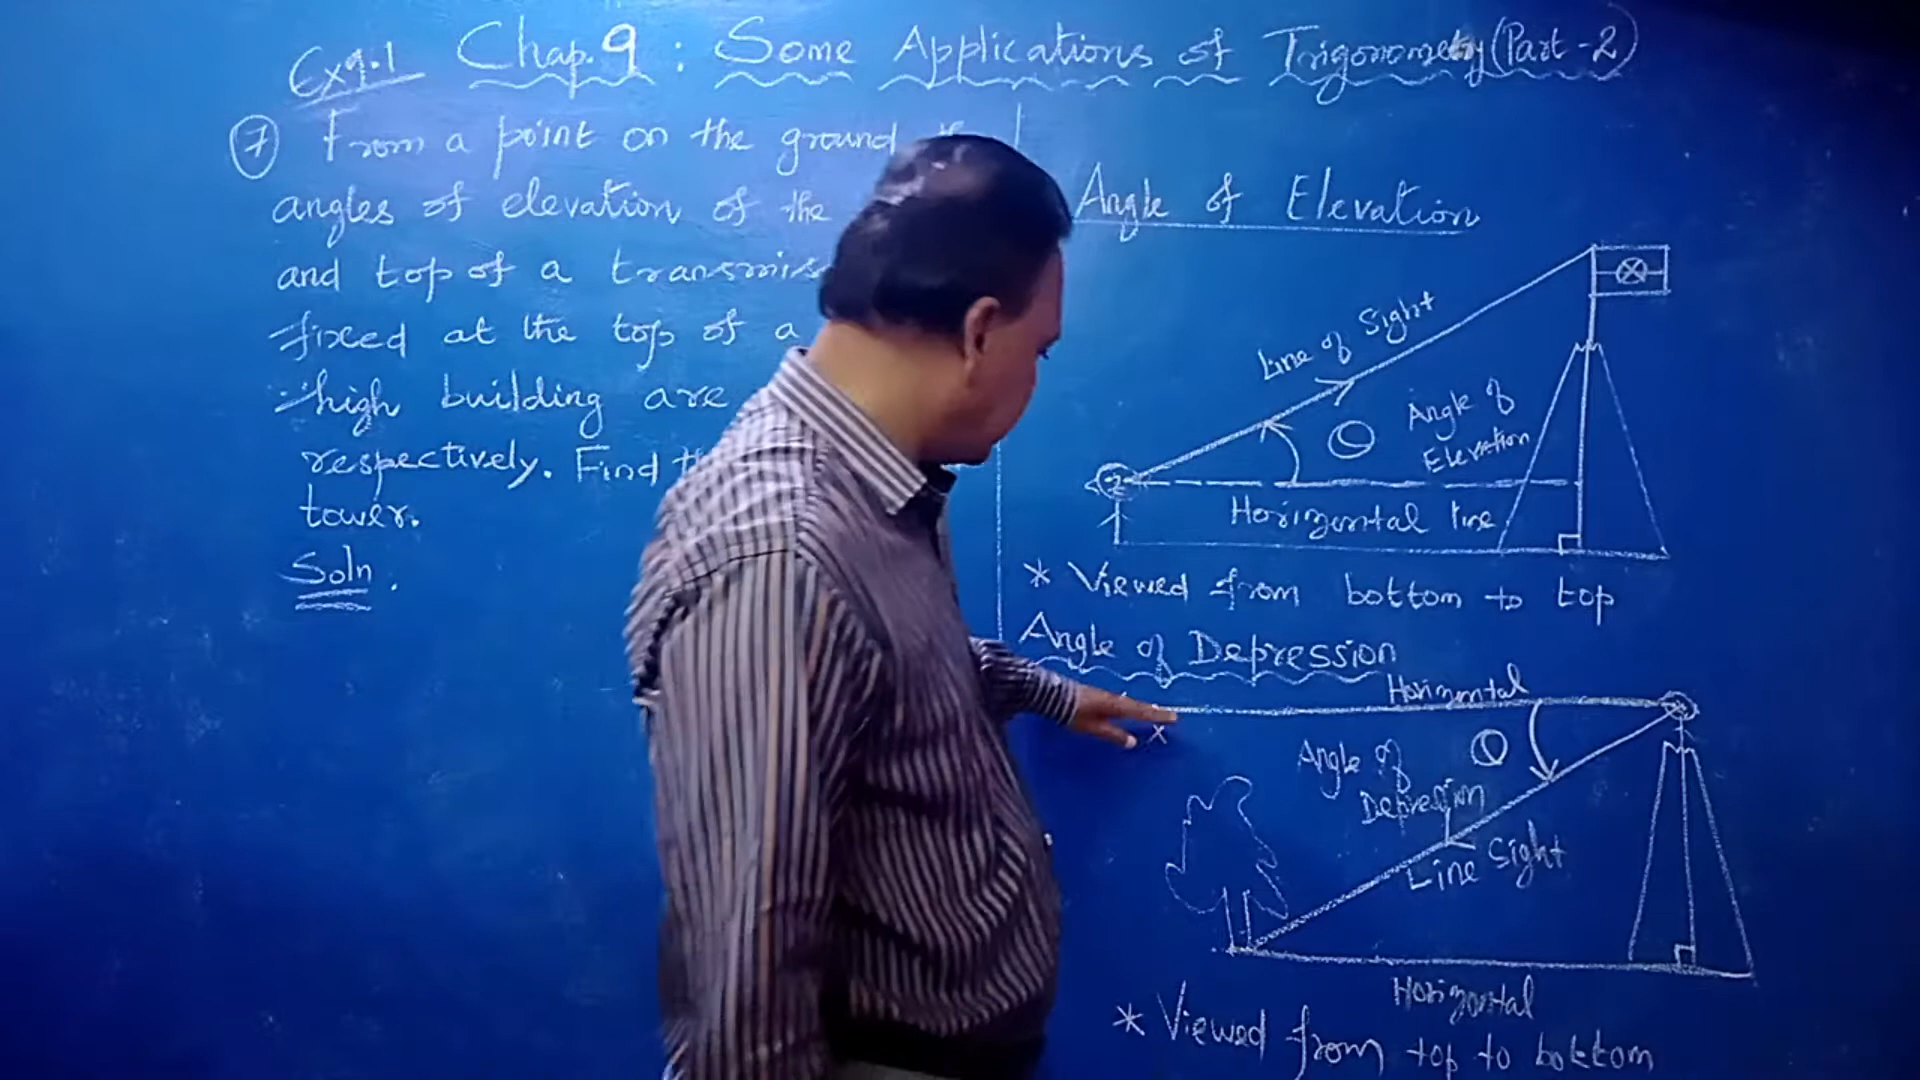 Ex 9.1 Chap. 9 : Some Applications of Trigonometry (Part - 2)
7 From a point on the ground
angles of elevation of the
and top of a transmis
fixed at the top of a
high building are
respectively. Find
tower.
Soln.
Angle of Elevation
Line of Sight
θ Angle of
Elevation
Horizontal line
* Viewed from bottom to top
Angle of Depression
Horizontal
x
θ
Angle of
Depression
Line Sight
Horizontal
* Viewed from top to bottom